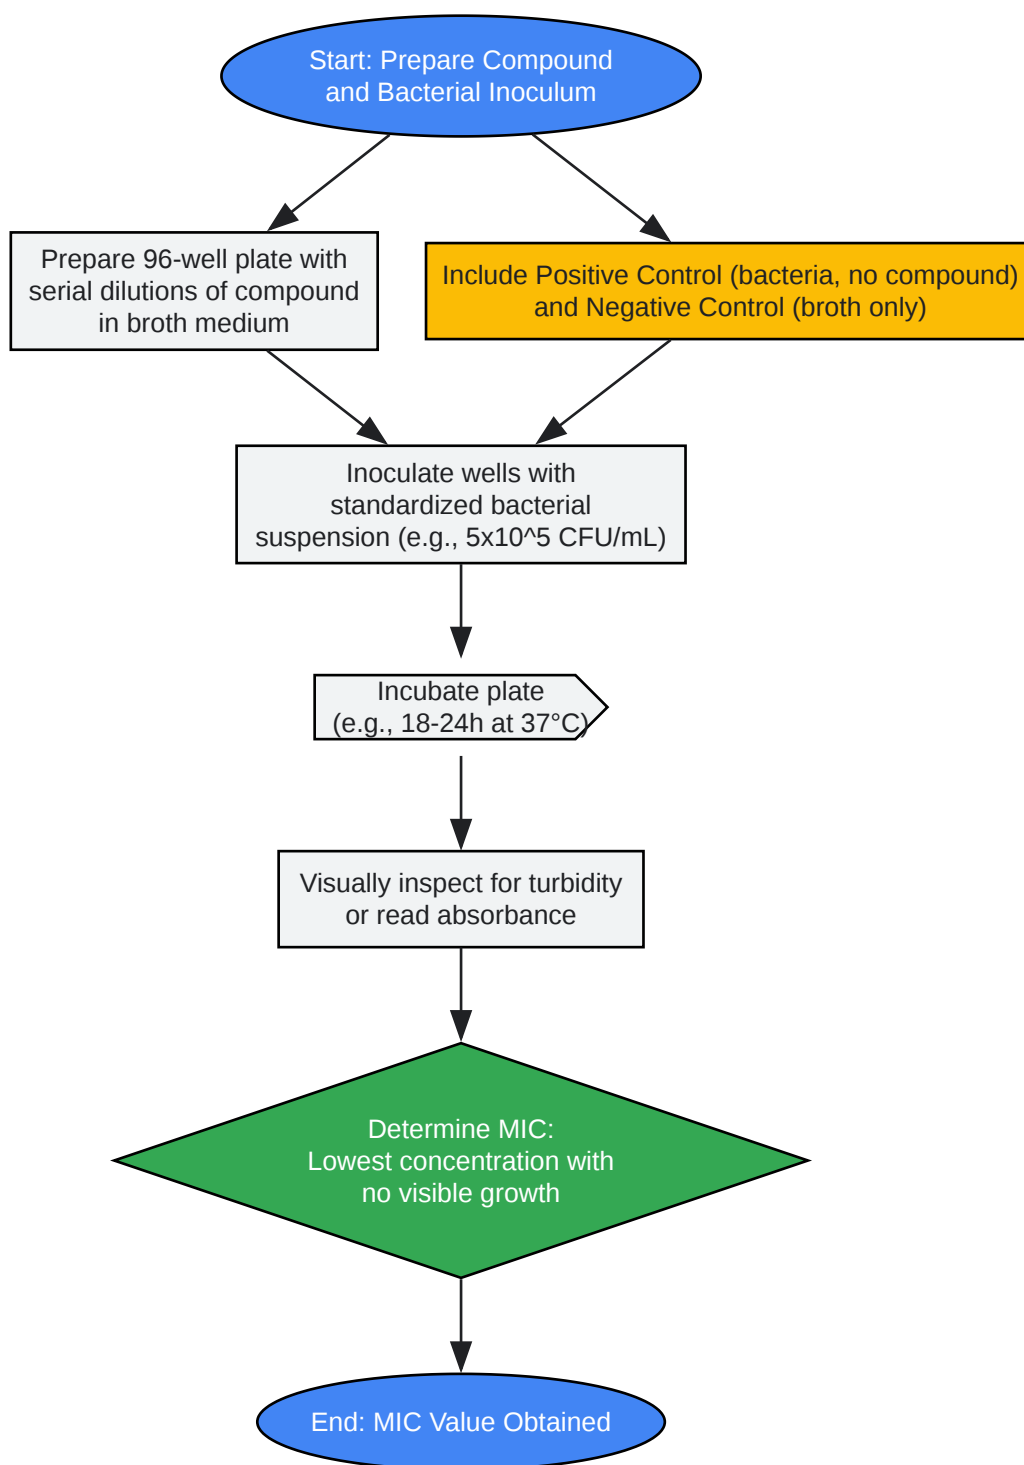 Start: Prepare Compound
and Bacterial Inoculum
Prepare 96-well plate with
serial dilutions of compound
in broth medium
Include Positive Control (bacteria, no compound)
and Negative Control (broth only)
Inoculate wells with
standardized bacterial
suspension (e.g., 5x10^5 CFU/mL)
Incubate plate
(e.g., 18-24h at 37°C)
Visually inspect for turbidity
or read absorbance
Determine MIC:
Lowest concentration with
no visible growth
End: MIC Value Obtained